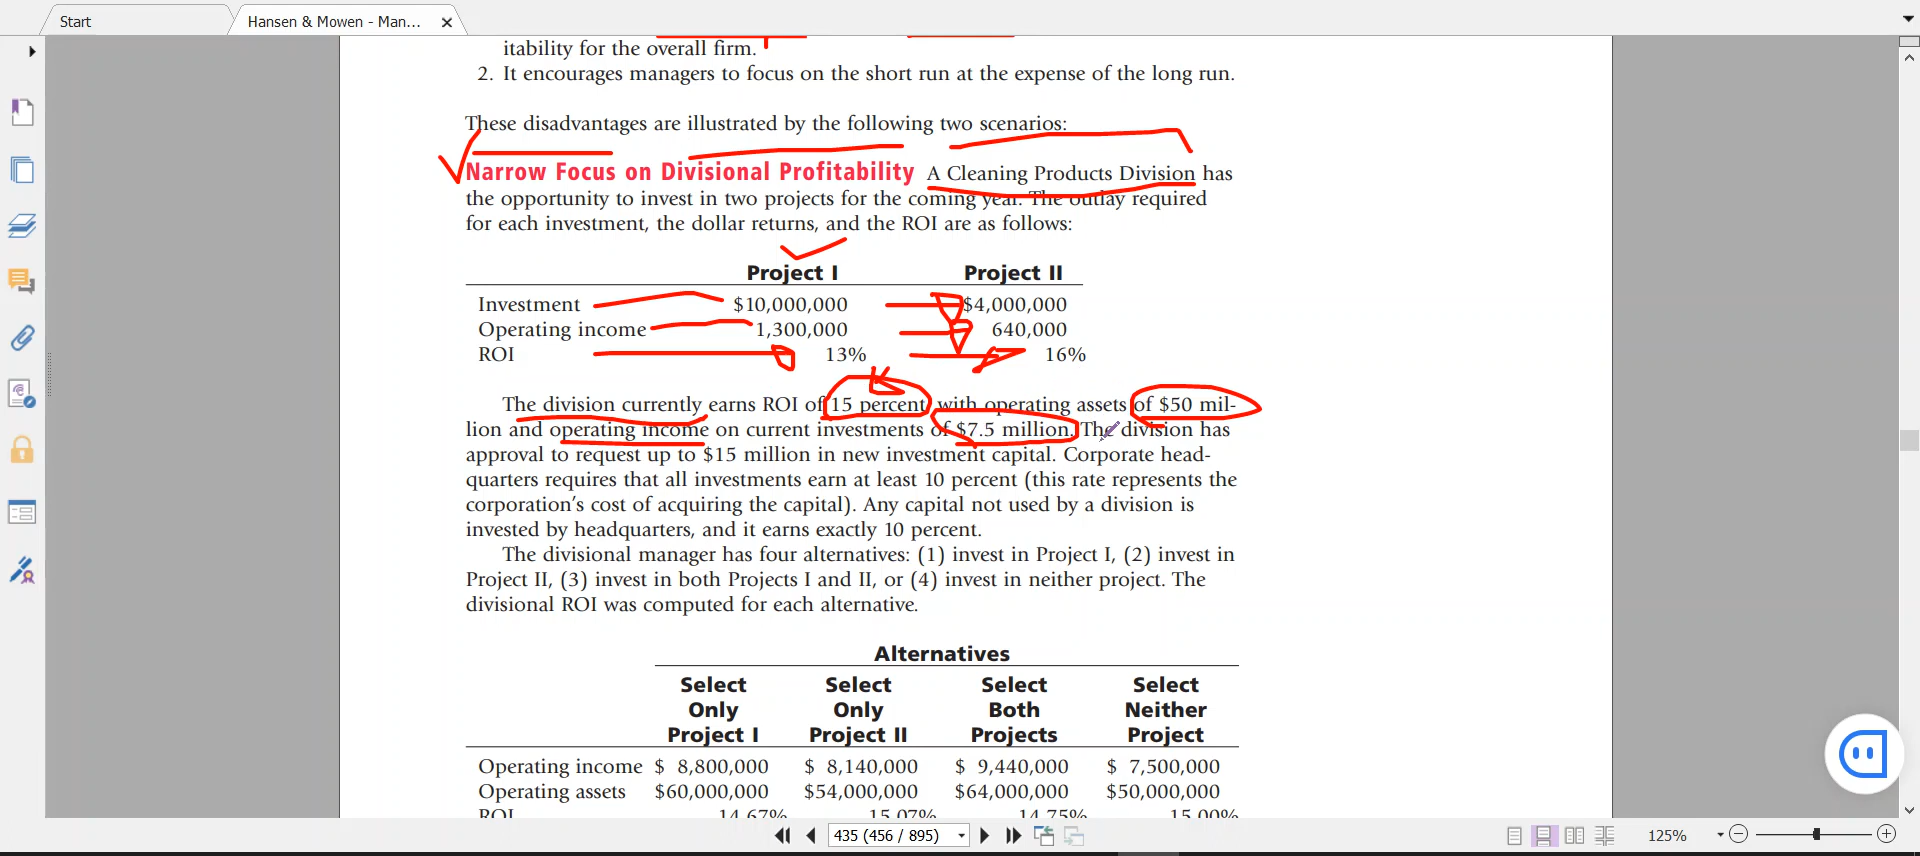 Start
Hansen & Mowen - Man...
itability for the overall firm.
2. It encourages managers to focus on the short run at the expense of the long run.
These disadvantages are illustrated by the following two scenarios:
Narrow Focus on Divisional Profitability A Cleaning Products Division has
the opportunity to invest in two projects for the coming year. The outlay required
for each investment, the dollar returns, and the ROI are as follows:
Project I Project II
Investment $10,000,000 $4,000,000
Operating income 1,300,000 640,000
ROI 13% 16%
The division currently earns ROI of 15 percent, with operating assets of $50 mil-
lion and operating income on current investments of $7.5 million. The division has
approval to request up to $15 million in new investment capital. Corporate head-
quarters requires that all investments earn at least 10 percent (this rate represents the
corporation's cost of acquiring the capital). Any capital not used by a division is
invested by headquarters, and it earns exactly 10 percent.
The divisional manager has four alternatives: (1) invest in Project I, (2) invest in
Project II, (3) invest in both Projects I and II, or (4) invest in neither project. The
divisional ROI was computed for each alternative.
Alternatives
Select Select Select Select
Only Only Both Neither
Project I Project II Projects Project
Operating income $ 8,800,000 $ 8,140,000 $ 9,440,000 $ 7,500,000
Operating assets $60,000,000 $54,000,000 $64,000,000 $50,000,000
ROI 14.67% 15.07% 14.75% 15.00%
435 (456 / 895)
125%